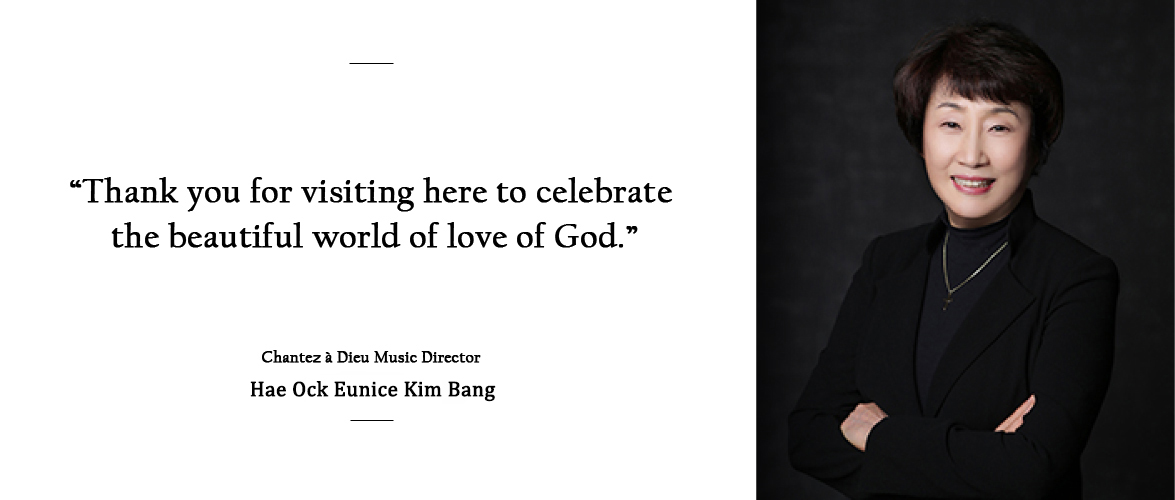 “Thank you for visiting here to celebrate
the beautiful world of love of God.”
Chantez à Dieu Music Director
Hae Ock Eunice Kim Bang